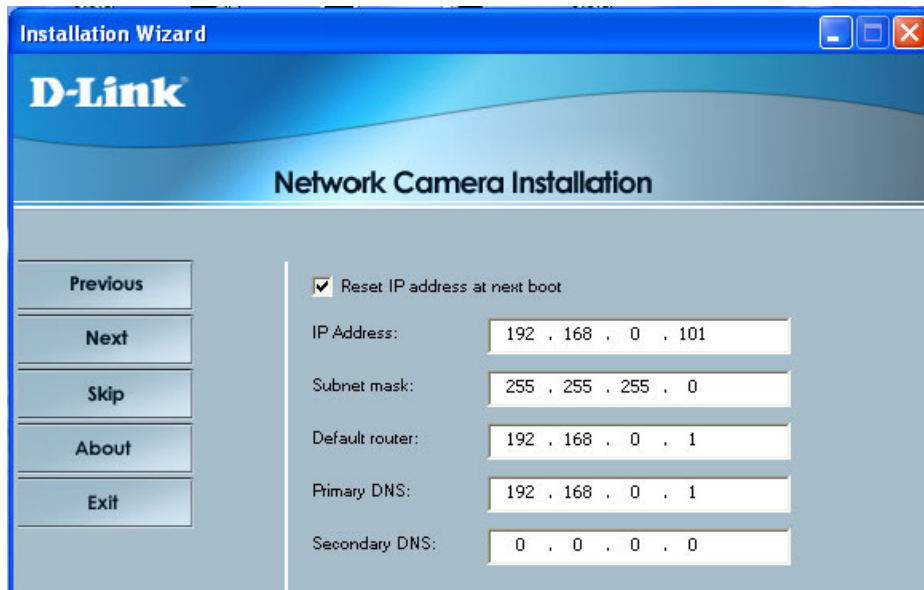 Installation Wizard
D-Link
Network Camera Installation
Previous
Next
Skip
About
Exit
Reset IP address at next boot
IP Address: 192 . 168 . 0 . 101
Subnet mask: 255 . 255 . 255 . 0
Default router: 192 . 168 . 0 . 1
Primary DNS: 192 . 168 . 0 . 1
Secondary DNS: 0 . 0 . 0 . 0